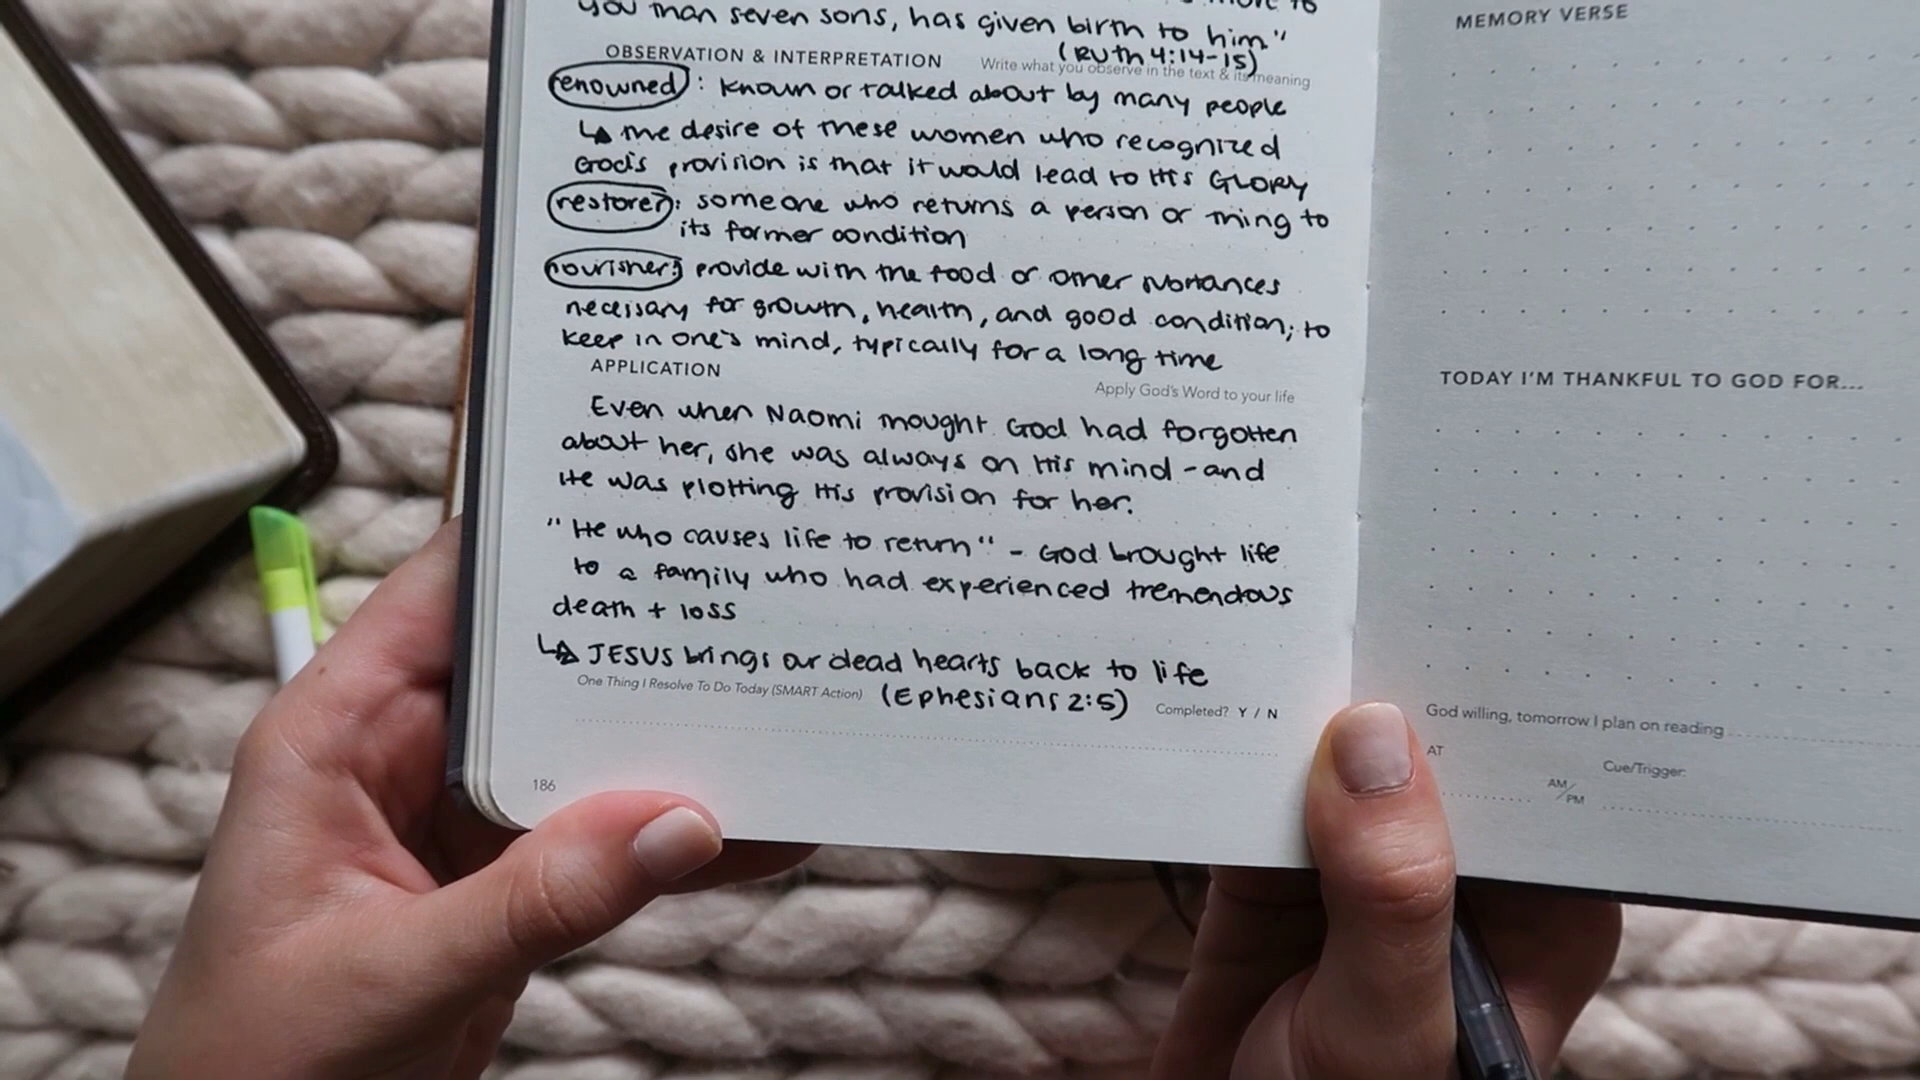 you than seven sons, has given birth to him"
OBSERVATION & INTERPRETATION
(Ruth 4:14-15)
Write what you observe in the text & its meaning
renowned: known or talked about by many people
↳ the desire of these women who recognized
God's provision is that it would lead to His GLORY
restorer: someone who returns a person or thing to
its former condition
nourisher: provide with the food or other
necessary for growth, health, and good condition; to
keep in one's mind, typically for a long time
APPLICATION
Apply God's Word to your life
Even when Naomi thought God had forgotten
about her, she was always on His mind - and
He was plotting His provision for her.
"He who causes life to return" - God brought life
to a family who had experienced tremendous
death + loss
↳ JESUS brings our dead hearts back to life
One Thing I Resolve To Do Today (SMART Action)
(Ephesians 2:5)
Completed? Y / N
186
MEMORY VERSE
TODAY I'M THANKFUL TO GOD FOR...
God willing, tomorrow I plan on reading
AT
AM/PM
Cue/Trigger: